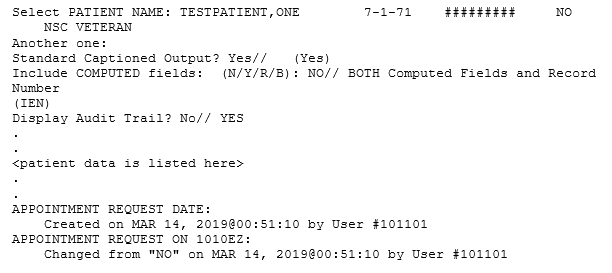 Select PATIENT NAME: TESTPATIENT,ONE        7-1-71    #########     NO
    NSC VETERAN
Another one:
Standard Captioned Output? Yes//   (Yes)
Include COMPUTED fields:  (N/Y/R/B): NO// BOTH Computed Fields and Record
Number
(IEN)
Display Audit Trail? No// YES
.
.
<patient data is listed here>
.
.
APPOINTMENT REQUEST DATE:
    Created on MAR 14, 2019@00:51:10 by User #101101
APPOINTMENT REQUEST ON 1010EZ:
    Changed from "NO" on MAR 14, 2019@00:51:10 by User #101101